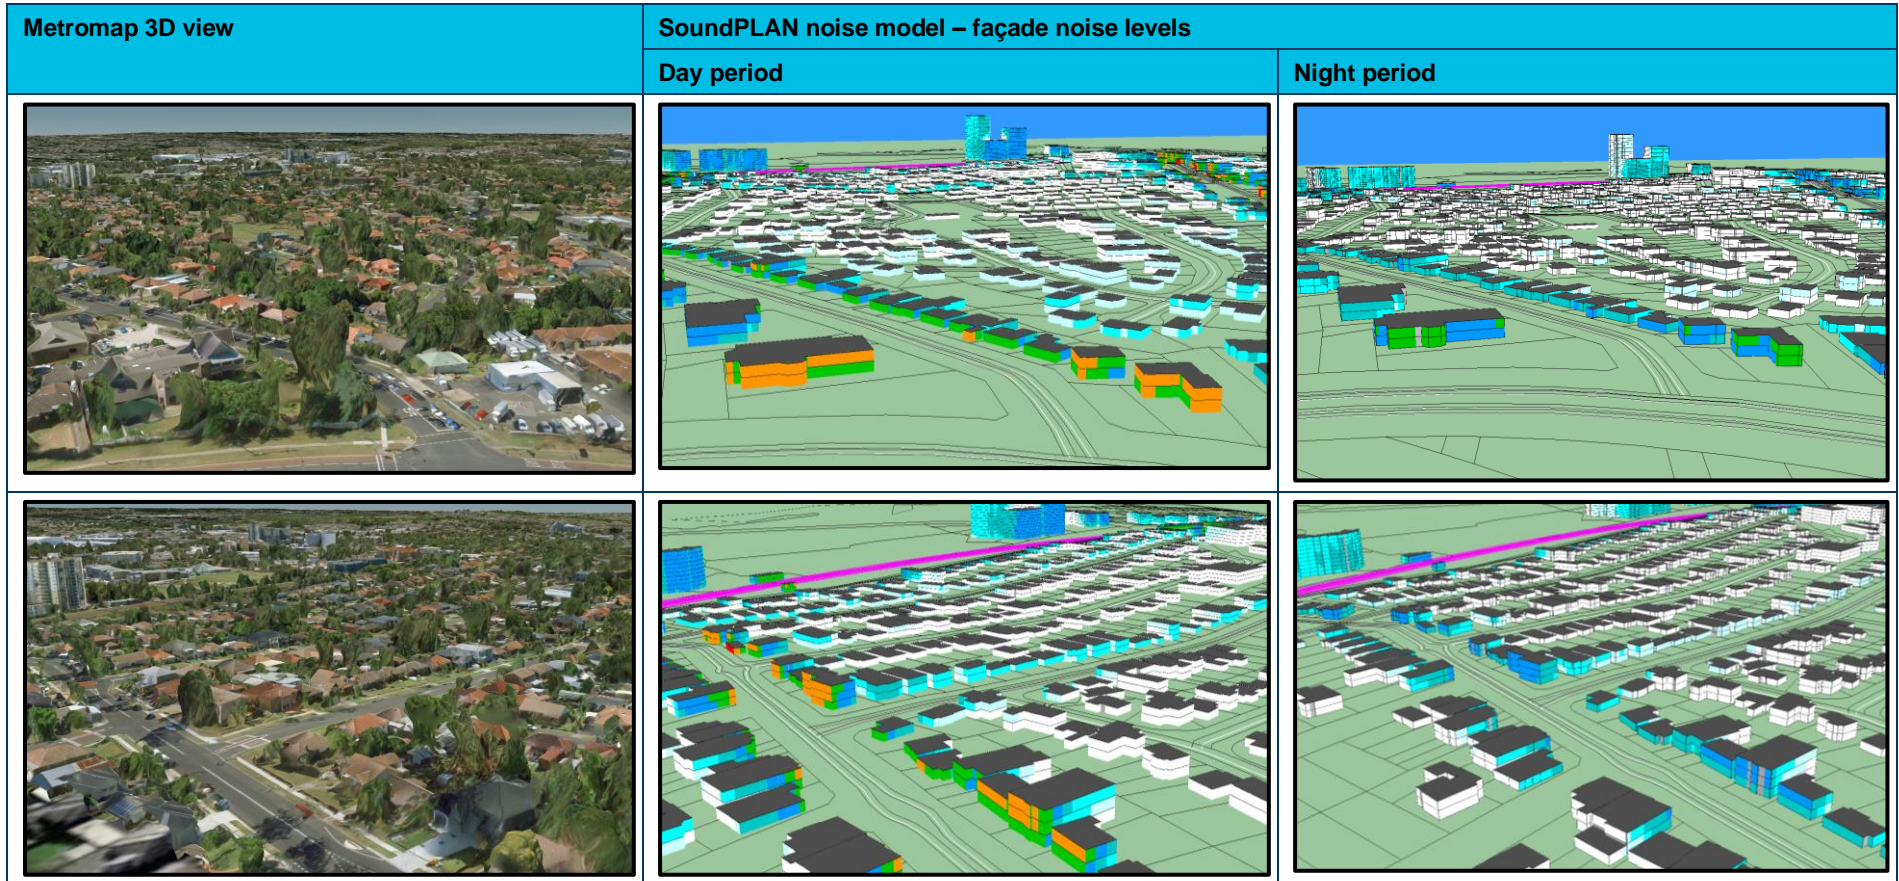 Metromap 3D view
SoundPLAN noise model – façade noise levels
Day period
Night period